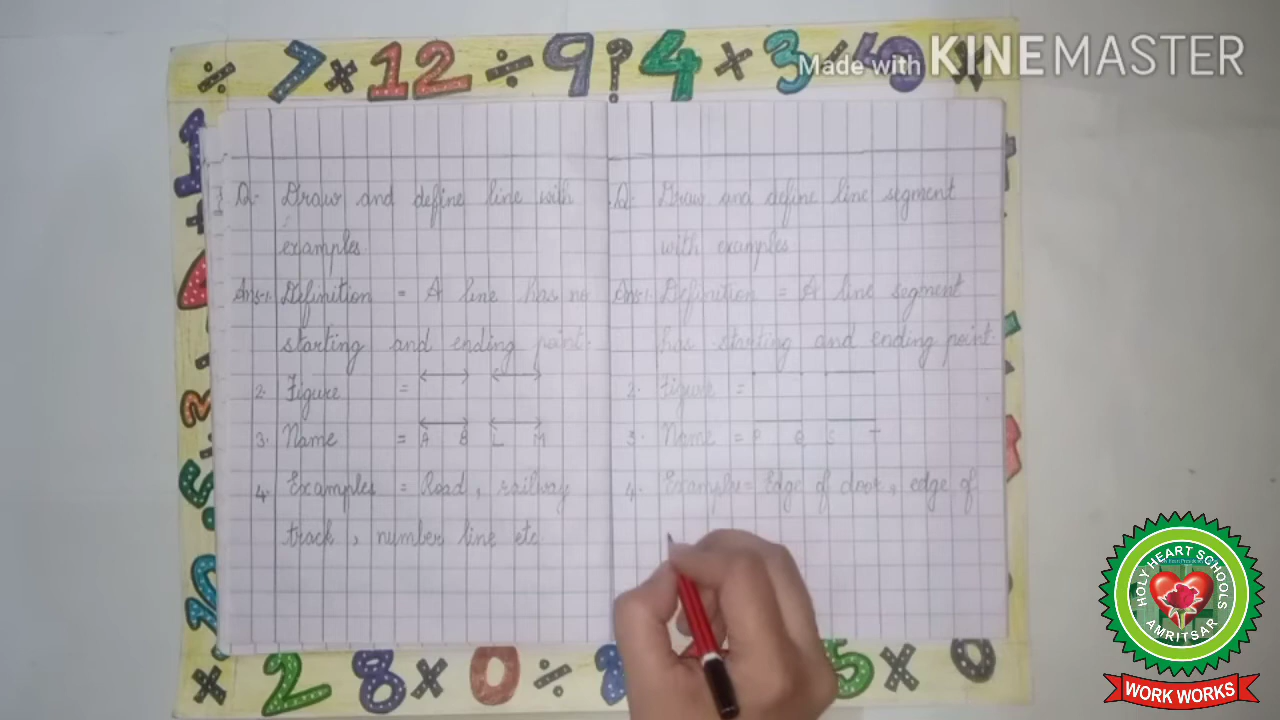 ÷ 7 × 12 ÷ 9 ? 4 + 3
Made with KINEMASTER
Q. Draw and define line with
examples.
Ans-1. Definition = A line has no
starting and ending point.
2. Figure =
3. Name = A B L M
4. Examples = Road, railway
track, number line etc
Q. Draw and define line segment
with examples
Ans-1. Definition = A line segment
has starting and ending point.
2. Figure =
3. Name = P Q S T
4. Examples = Edge of door, edge of
× 2 8 × 0 ÷ 5 × 0
HOLY HEART SCHOOLS
AMRITSAR
WORK WORKS